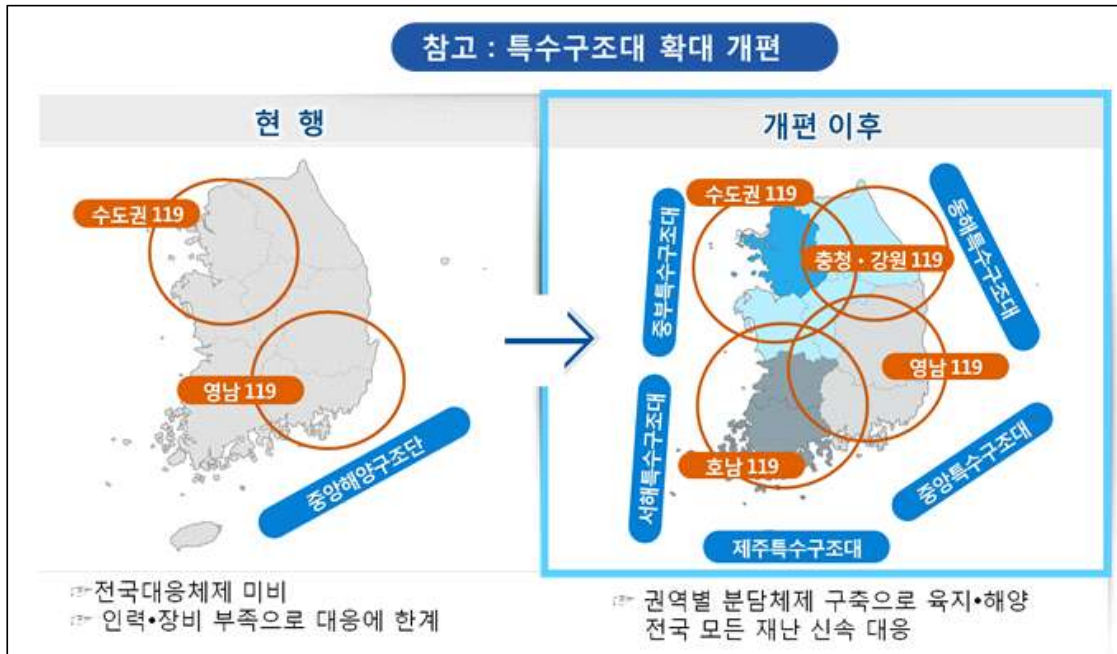 참고 : 특수구조대 확대 개편
현 행
수도권 119
영남 119
중앙해양구조단
☞전국대응체제 미비
☞ 인력•장비 부족으로 대응에 한계
개편 이후
수도권 119
충청·강원 119
영남 119
호남 119
중부특수구조대
서해특수구조대
동해특수구조대
중앙특수구조대
제주특수구조대
☞ 권역별 분담체제 구축으로 육지•해양
전국 모든 재난 신속 대응